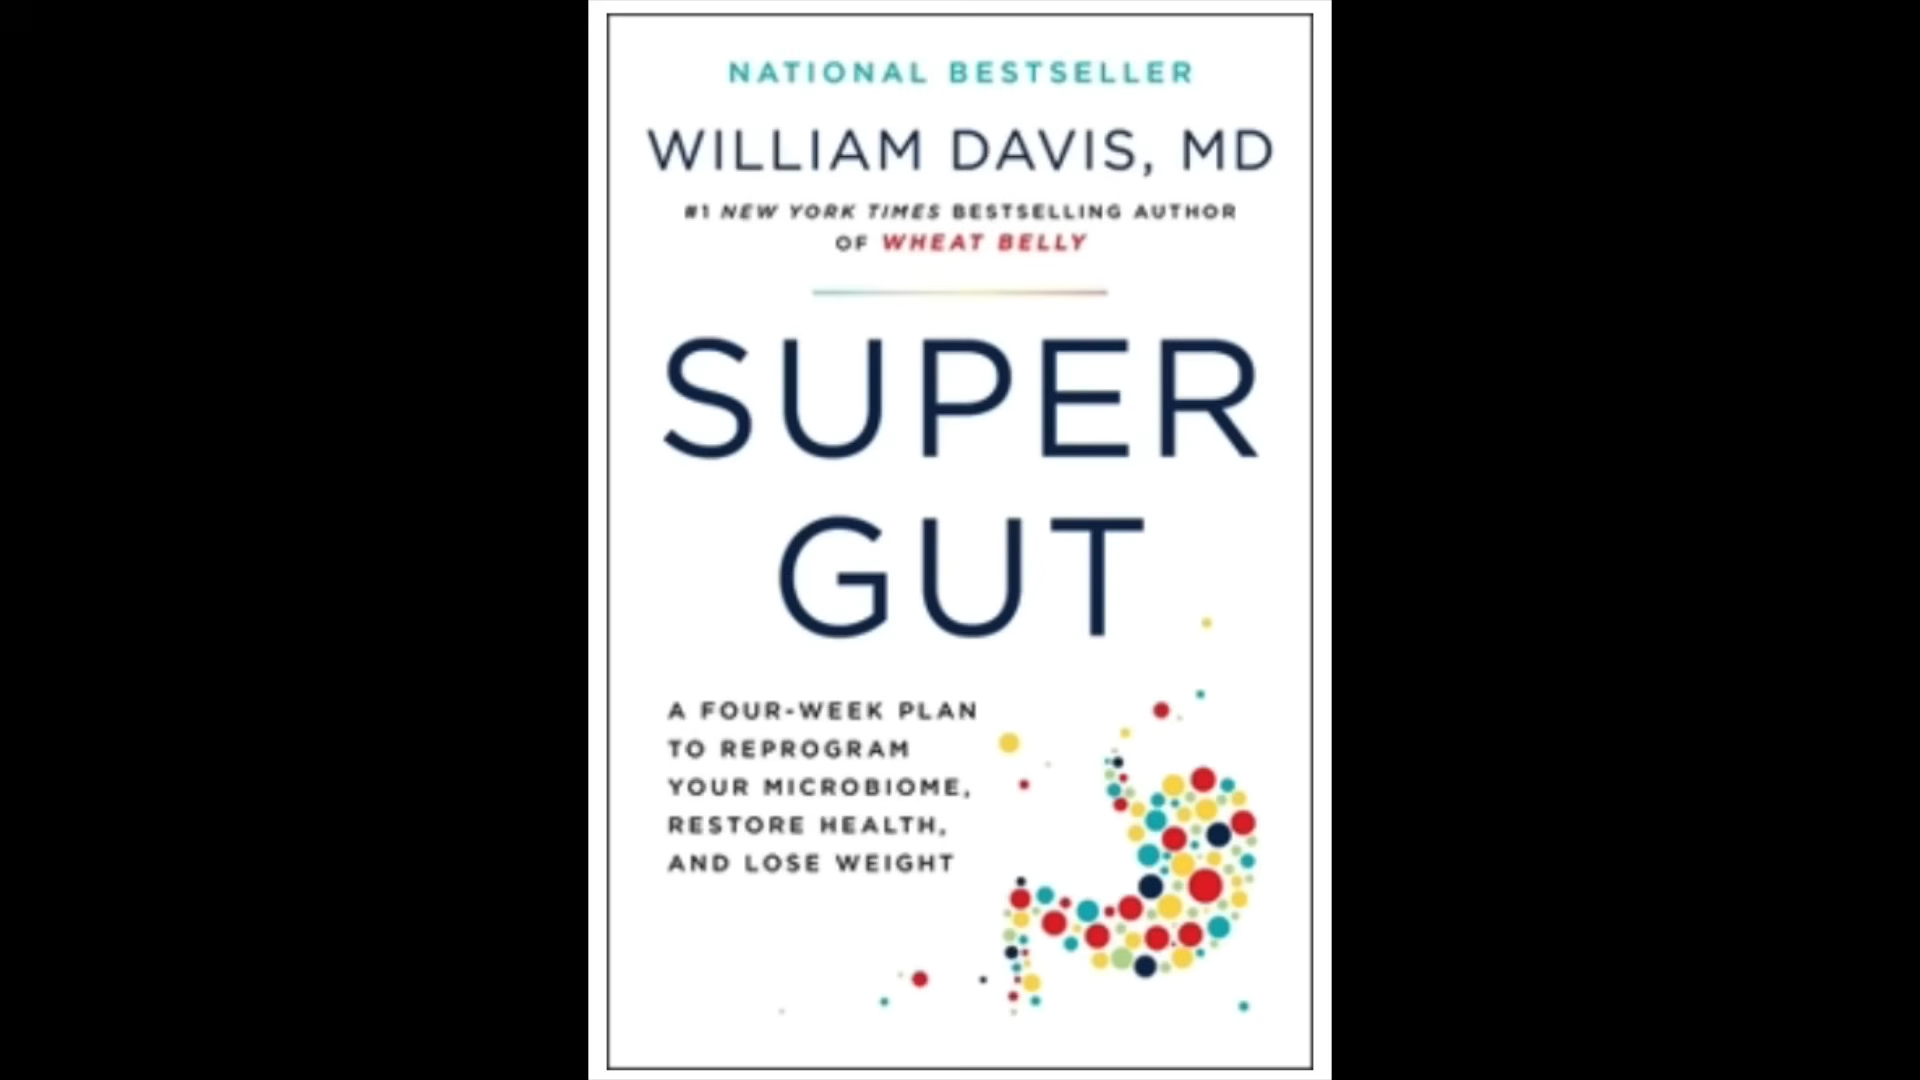 NATIONAL BESTSELLER
WILLIAM DAVIS, MD
#1 NEW YORK TIMES BESTSELLING AUTHOR
OF WHEAT BELLY
SUPER
GUT
A FOUR-WEEK PLAN
TO REPROGRAM
YOUR MICROBIOME,
RESTORE HEALTH,
AND LOSE WEIGHT